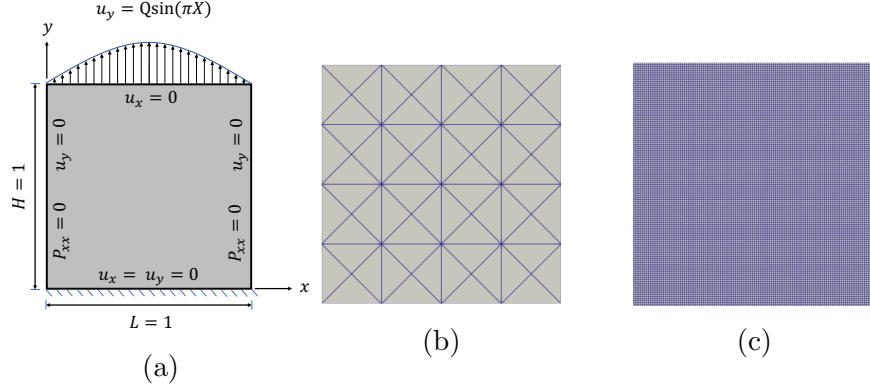 u_y = Qsin(πX)
y
u_x = 0
u_y = 0
u_y = 0
H = 1
P_xx = 0
P_xx = 0
u_x = u_y = 0
x
L = 1
(a)
(b)
(c)